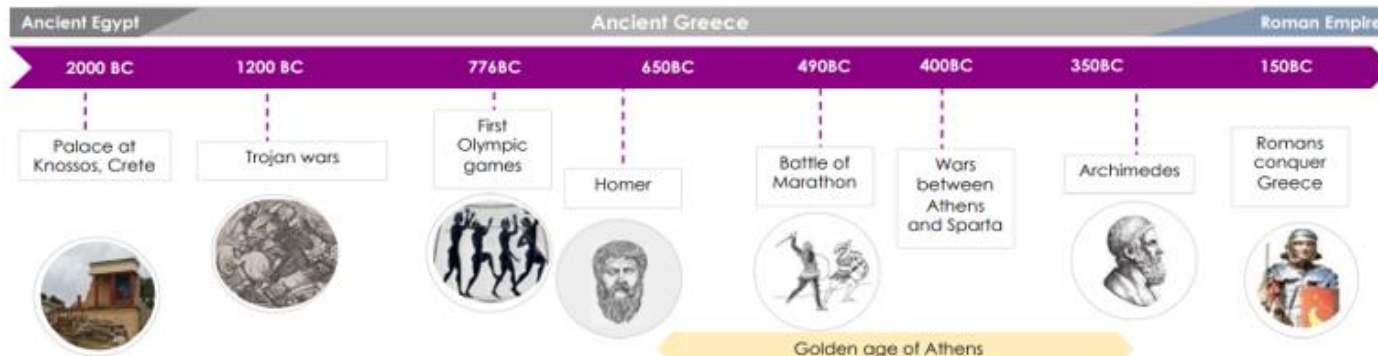 Ancient Egypt
Ancient Greece
Roman Empire
2000 BC
1200 BC
776BC
650BC
490BC
400BC
350BC
150BC
Palace at
Knossos, Crete
Trojan wars
First
Olympic
games
Homer
Battle of
Marathon
Wars
between
Athens
and Sparta
Archimedes
Romans
conquer
Greece
Golden age of Athens